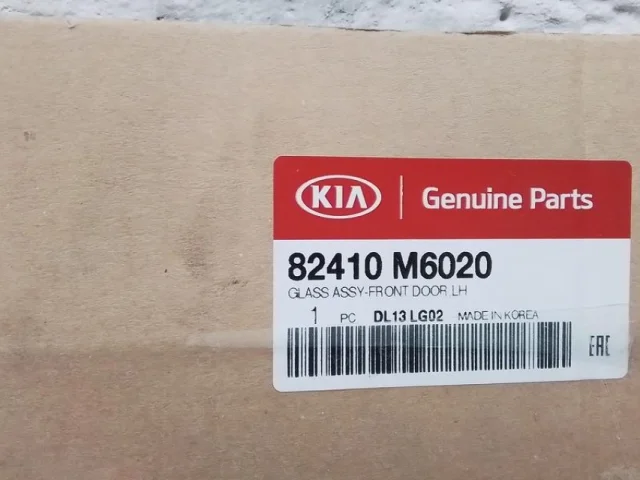 KIA Genuine Parts
82410 M6020
GLASS ASSY-FRONT DOOR LH
1 PC DL13 LG02 MADE IN KOREA
EAC